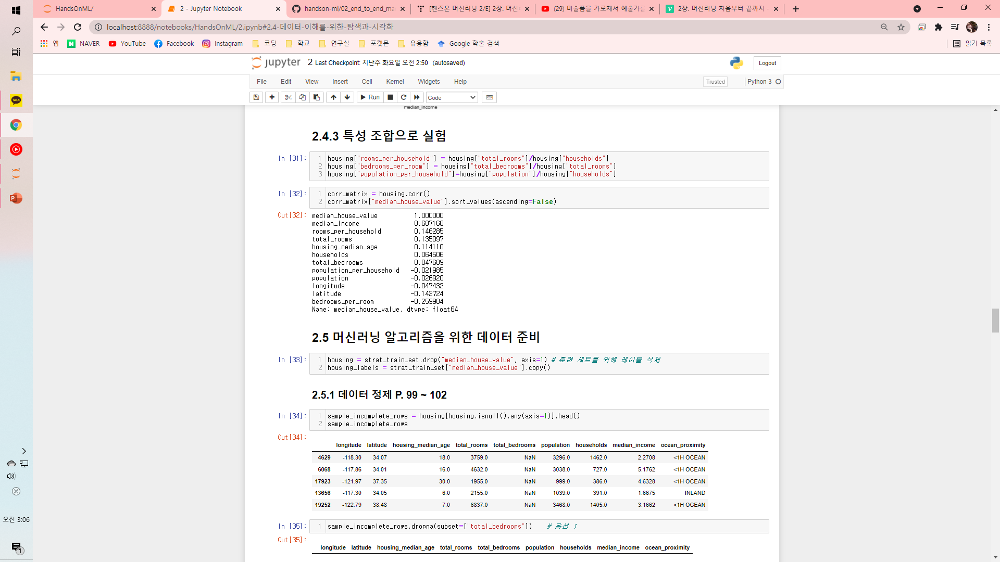 HandsOnML/
2 - Jupyter Notebook
handson-ml/02_end_to_end_ma
[핸즈온 머신러닝 2/E] 2장. 머신
(29) 미술품을 가로채서 예술가를
2장. 머신러닝 처음부터 끝까지 -
localhost:8888/notebooks/HandsOnML/2.ipynb#2.4-데이터-이해를-위한-탐색과-시각화
앱 NAVER YouTube Facebook Instagram 코딩 학교 연구실 포켓몬 유용함 Google 학술 검색 읽기 목록
jupyter 2 Last Checkpoint: 지난주 화요일 오전 2:50 (autosaved) Logout
File Edit View Insert Cell Kernel Widgets Help Trusted Python 3
Run Code
median_income
2.4.3 특성 조합으로 실험
In [31]: 1 housing["rooms_per_household"] = housing["total_rooms"]/housing["households"]
2 housing["bedrooms_per_room"] = housing["total_bedrooms"]/housing["total_rooms"]
3 housing["population_per_household"]=housing["population"]/housing["households"]
In [32]: 1 corr_matrix = housing.corr()
2 corr_matrix["median_house_value"].sort_values(ascending=False)
Out[32]: median_house_value 1.000000
median_income 0.687160
rooms_per_household 0.146285
total_rooms 0.135097
housing_median_age 0.114110
households 0.064506
total_bedrooms 0.047689
population_per_household -0.021985
population -0.026920
longitude -0.047432
latitude -0.142724
bedrooms_per_room -0.259984
Name: median_house_value, dtype: float64
2.5 머신러닝 알고리즘을 위한 데이터 준비
In [33]: 1 housing = strat_train_set.drop("median_house_value", axis=1) # 훈련 세트를 위해 레이블 삭제
2 housing_labels = strat_train_set["median_house_value"].copy()
2.5.1 데이터 정제 P. 99 ~ 102
In [34]: 1 sample_incomplete_rows = housing[housing.isnull().any(axis=1)].head()
2 sample_incomplete_rows
Out[34]:
longitude latitude housing_median_age total_rooms total_bedrooms population households median_income ocean_proximity
4629 -118.30 34.07 18.0 3759.0 NaN 3296.0 1462.0 2.2708 <1H OCEAN
6068 -117.86 34.01 16.0 4632.0 NaN 3038.0 727.0 5.1762 <1H OCEAN
17923 -121.97 37.35 30.0 1955.0 NaN 999.0 386.0 4.6328 <1H OCEAN
13656 -117.30 34.05 6.0 2155.0 NaN 1039.0 391.0 1.6675 INLAND
19252 -122.79 38.48 7.0 6837.0 NaN 3468.0 1405.0 3.1662 <1H OCEAN
In [35]: 1 sample_incomplete_rows.dropna(subset=["total_bedrooms"]) # 옵션 1
Out[35]:
longitude latitude housing_median_age total_rooms total_bedrooms population households median_income ocean_proximity
TALK
오전 3:06
1